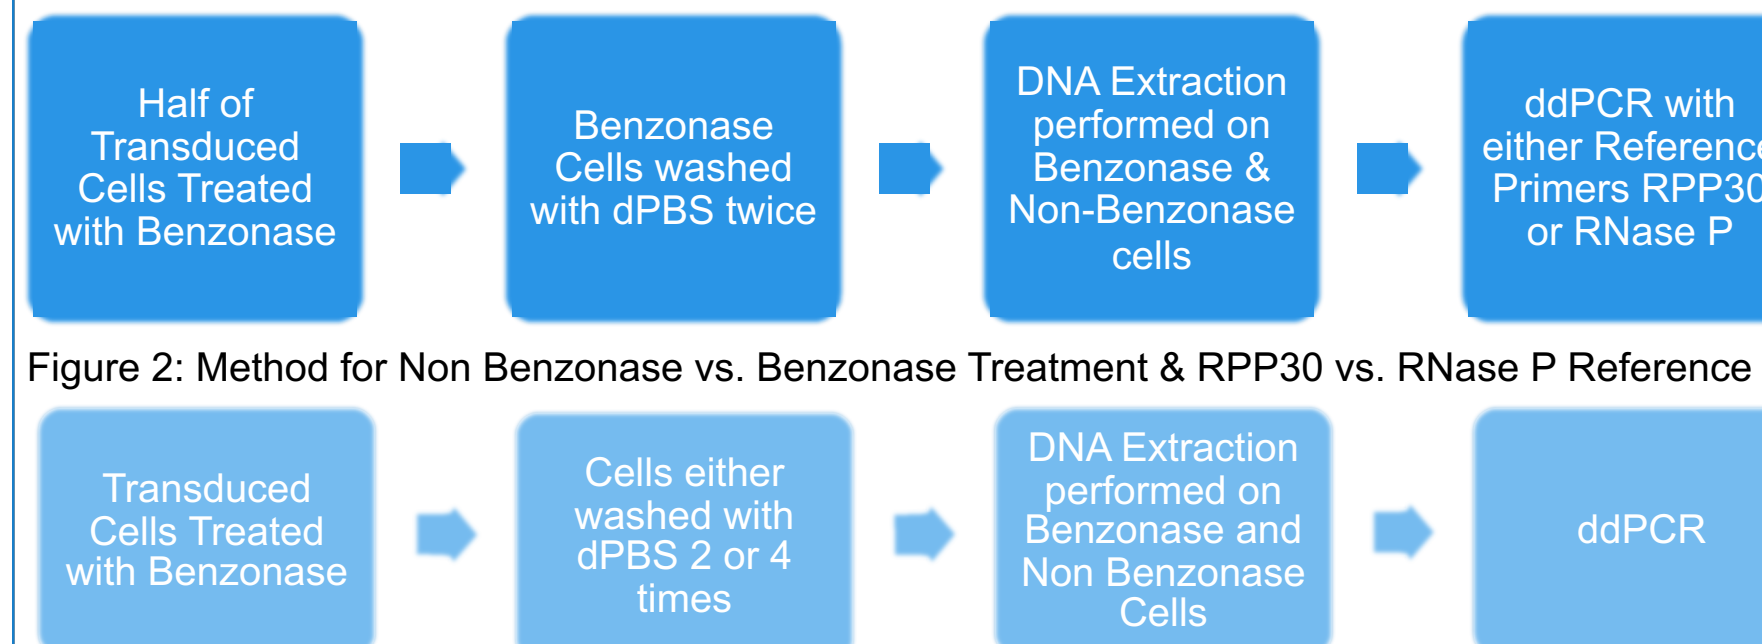 Half of
Transduced
Cells Treated
with Benzonase
Benzonase
Cells washed
with dPBS twice
DNA Extraction
performed on
Benzonase &
Non-Benzonase
cells
ddPCR with
either Reference
Primers RPP30
or RNase P
Figure 2: Method for Non Benzonase vs. Benzonase Treatment & RPP30 vs. RNase P Reference
Transduced
Cells Treated
with Benzonase
Cells either
washed with
dPBS 2 or 4
times
DNA Extraction
performed on
Benzonase and
Non Benzonase
Cells
ddPCR